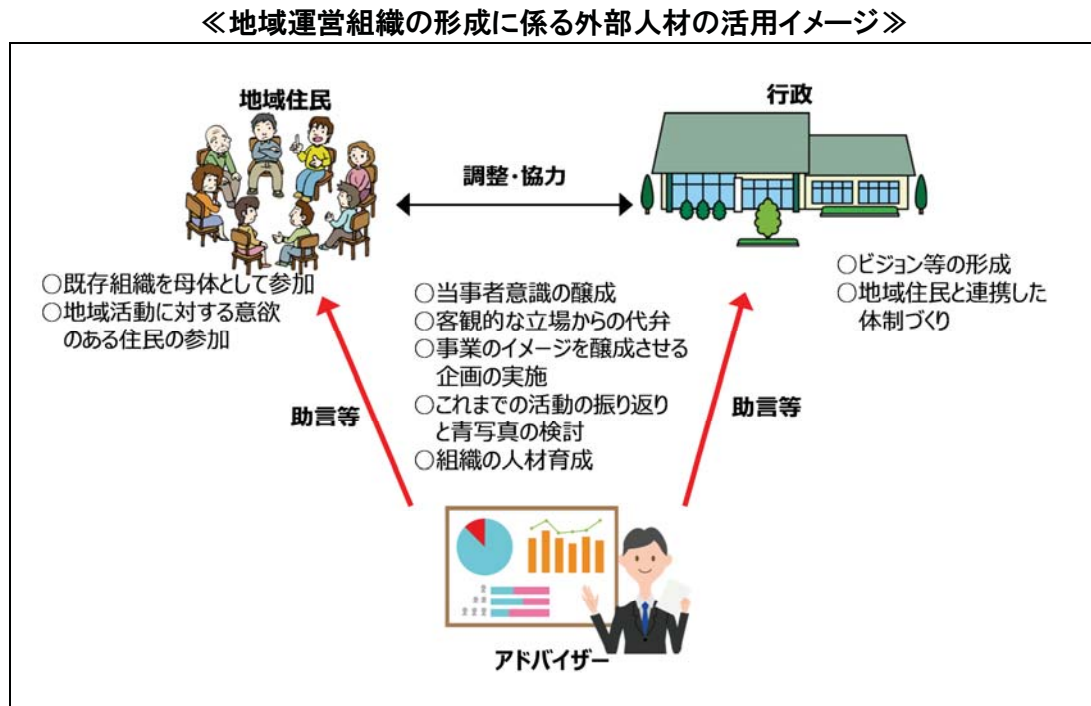 ≪地域運営組織の形成に係る外部人材の活用イメージ≫
地域住民
行政
調整・協力
○既存組織を母体として参加
○地域活動に対する意欲
のある住民の参加
○当事者意識の醸成
○客観的な立場からの代弁
○事業のイメージを醸成させる
企画の実施
○これまでの活動の振り返り
と青写真の検討
○組織の人材育成
○ビジョン等の形成
○地域住民と連携した
体制づくり
助言等
助言等
アドバイザー